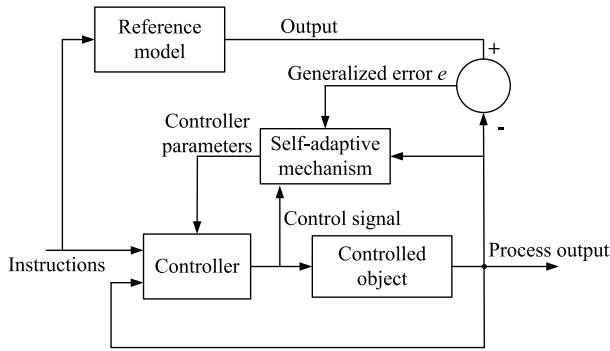 Reference
model
Output
+
Generalized error e
-
Controller
parameters
Self-adaptive
mechanism
Control signal
Instructions
Controller
Controlled
object
Process output